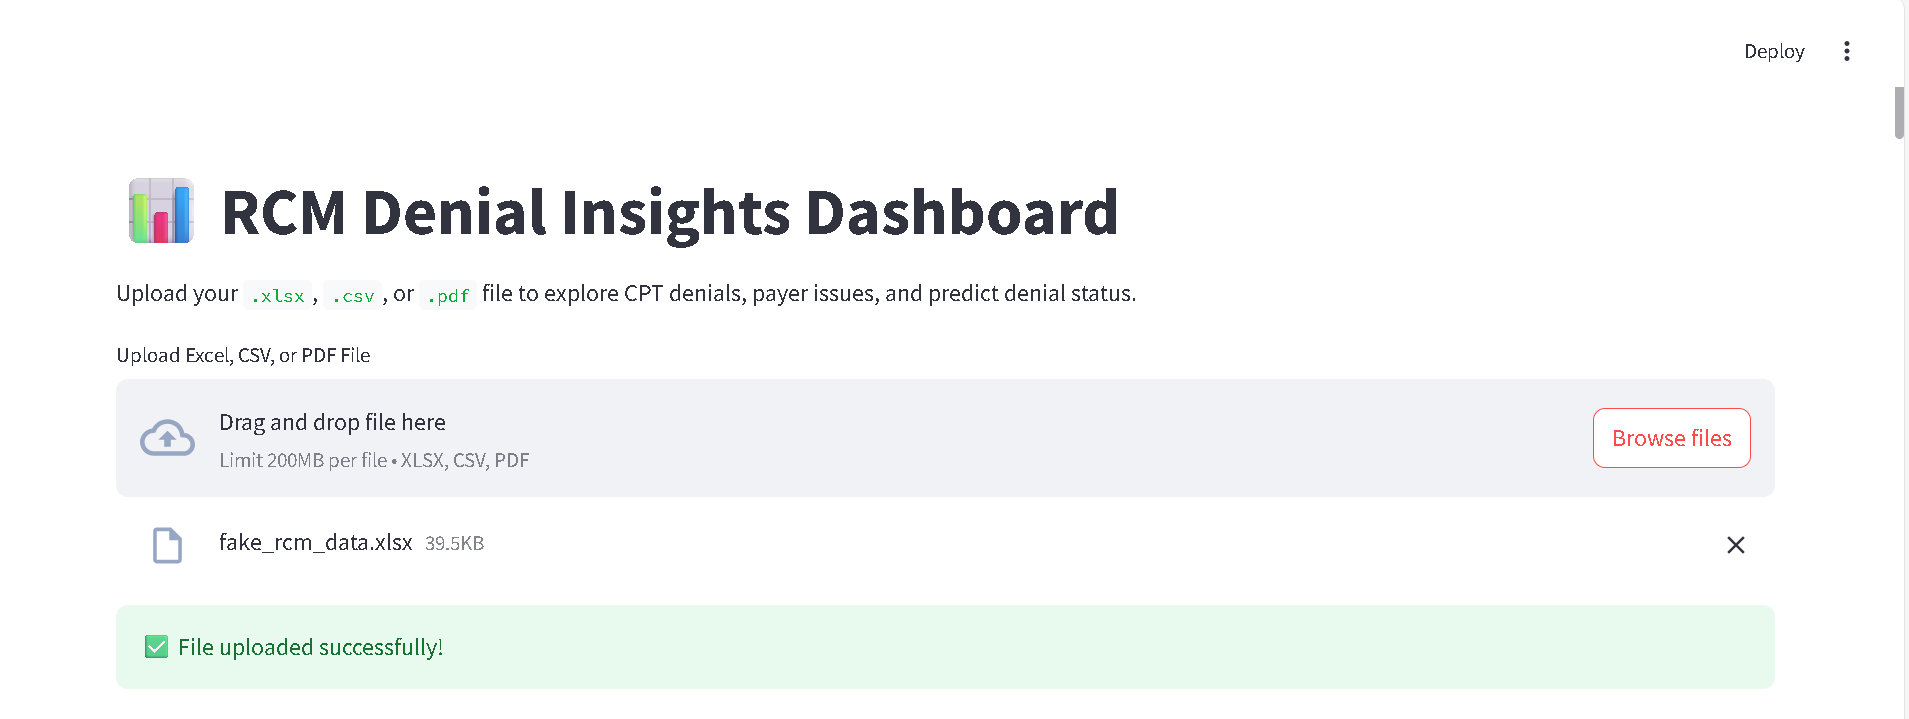 Deploy
RCM Denial Insights Dashboard
Upload your .xlsx, .csv, or .pdf file to explore CPT denials, payer issues, and predict denial status.
Upload Excel, CSV, or PDF File
Drag and drop file here
Limit 200MB per file • XLSX, CSV, PDF
Browse files
fake_rcm_data.xlsx 39.5KB
File uploaded successfully!